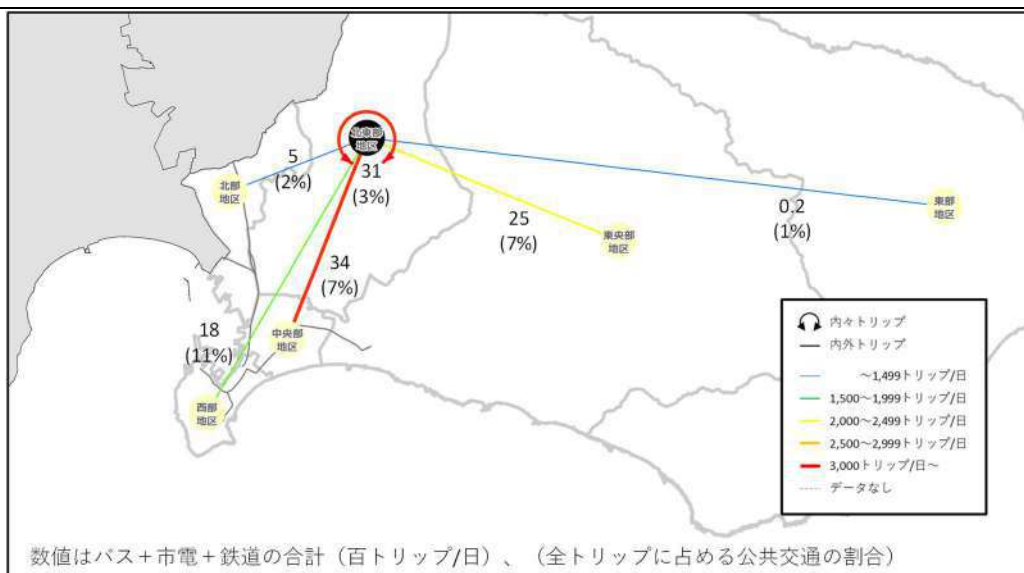 北東部
地区
5
(2%)
北部
地区
31
(3%)
0.2
(1%)
東部
地区
25
(7%)
東央部
地区
34
(7%)
18
(11%)
中央部
地区
西部
地区
内々トリップ
内外トリップ
～1,499トリップ/日
1,500～1,999トリップ/日
2,000～2,499トリップ/日
2,500～2,999トリップ/日
3,000トリップ/日～
データなし
数値はバス＋市電＋鉄道の合計（百トリップ/日）、（全トリップに占める公共交通の割合）